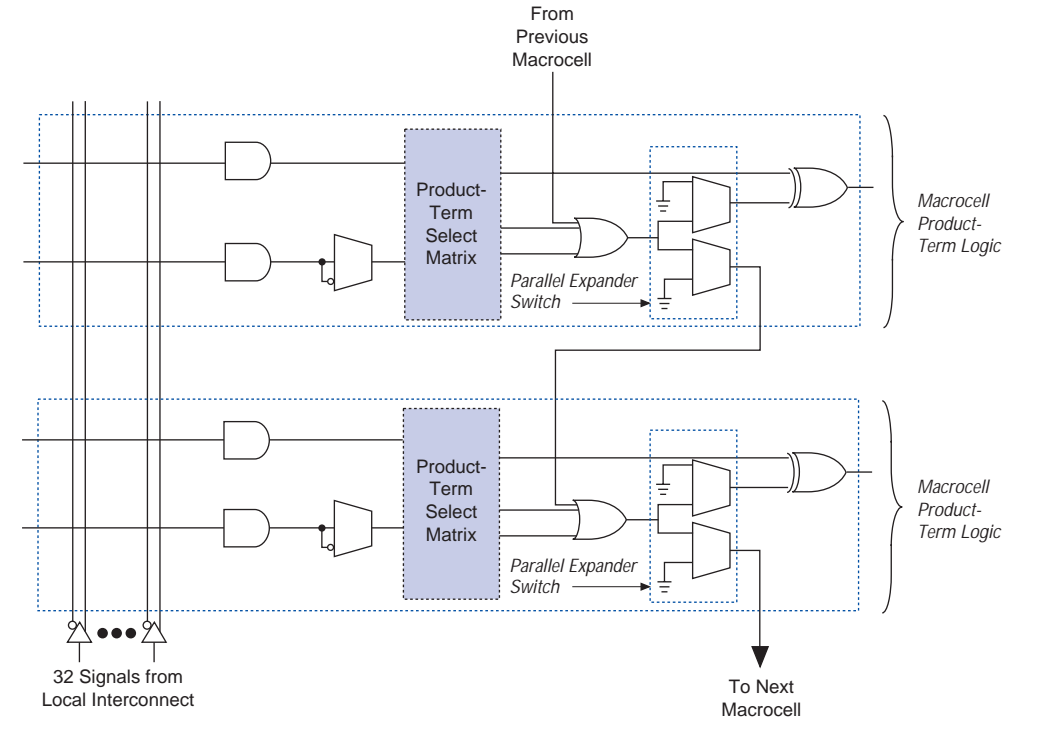 From
Previous
Macrocell
Product-
Term
Select
Matrix
Macrocell
Product-
Term Logic
Parallel Expander
Switch
Product-
Term
Select
Matrix
Macrocell
Product-
Term Logic
Parallel Expander
Switch
32 Signals from
Local Interconnect
To Next
Macrocell